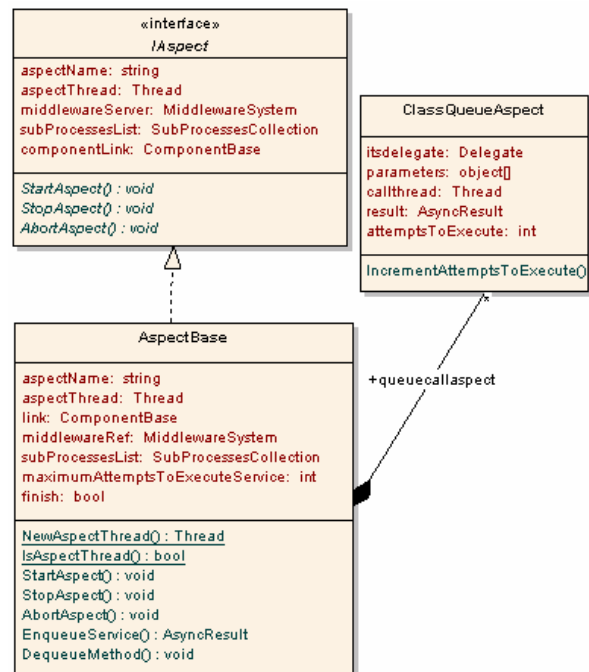 «interface»
IAspect
aspectName: string
aspectThread: Thread
middlewareServer: MiddlewareSystem
subProcessesList: SubProcessesCollection
componentLink: ComponentBase
StartAspect() : void
StopAspect() : void
AbortAspect() : void
ClassQueueAspect
itsdelegate: Delegate
parameters: object[]
callthread: Thread
result: AsyncResult
attemptsToExecute: int
IncrementAttemptsToExecute()
*
+queuecallaspect
AspectBase
aspectName: string
aspectThread: Thread
link: ComponentBase
middlewareRef: MiddlewareSystem
subProcessesList: SubProcessesCollection
maximumAttemptsToExecuteService: int
finish: bool
NewAspectThread() : Thread
IsAspectThread() : bool
StartAspect() : void
StopAspect() : void
AbortAspect() : void
EnqueueService() : AsyncResult
DequeueMethod() : void